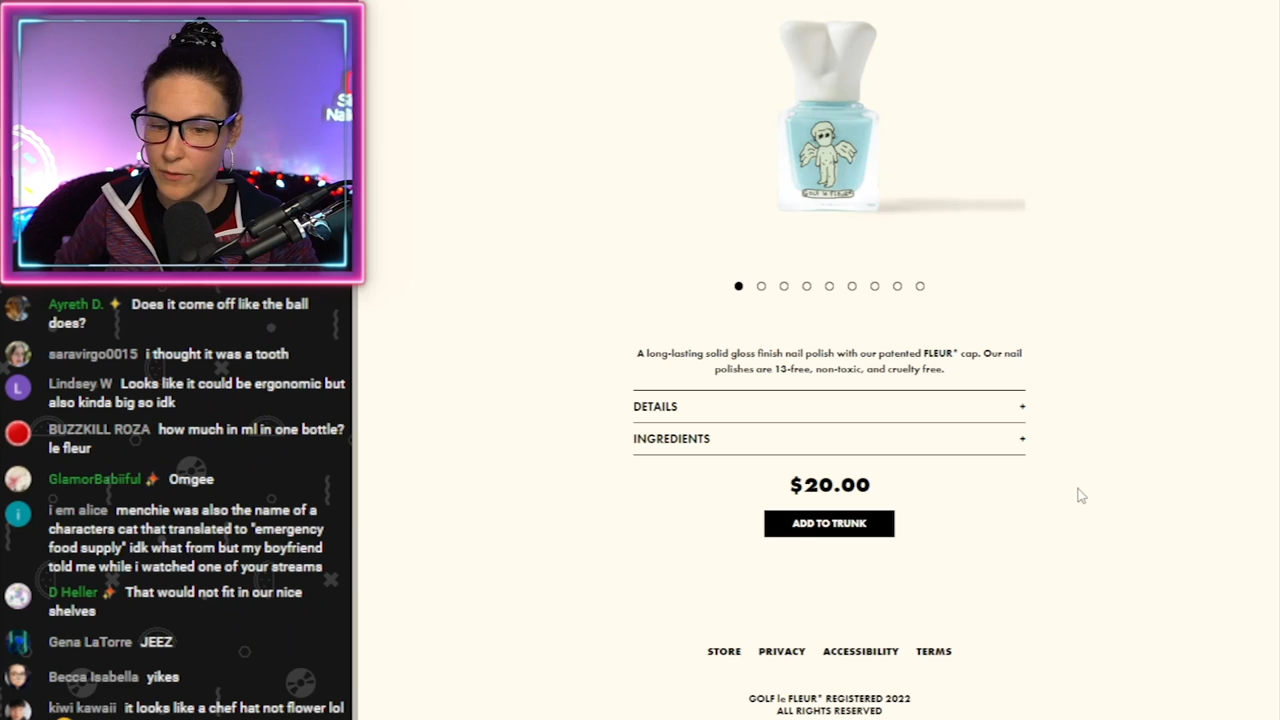 St
Nai
Ayreth D. Does it come off like the ball
does?
saravirgo0015 i thought it was a tooth
Lindsey W Looks like it could be ergonomic but
also kinda big so idk
BUZZKILL ROZA how much in ml in one bottle?
le fleur
GlamorBabiiful Omgee
i em alice menchie was also the name of a
characters cat that translated to "emergency
food supply" idk what from but my boyfriend
told me while i watched one of your streams
D Heller That would not fit in our nice
shelves
Gena LaTorre JEEZ
Becca Isabella yikes
kiwi kawaii it looks like a chef hat not flower lol
L
i
GOLF le FLEUR*
A long-lasting solid gloss finish nail polish with our patented FLEUR* cap. Our nail
polishes are 13-free, non-toxic, and cruelty free.
DETAILS +
INGREDIENTS +
$20.00
ADD TO TRUNK
STORE PRIVACY ACCESSIBILITY TERMS
GOLF le FLEUR* REGISTERED 2022
ALL RIGHTS RESERVED